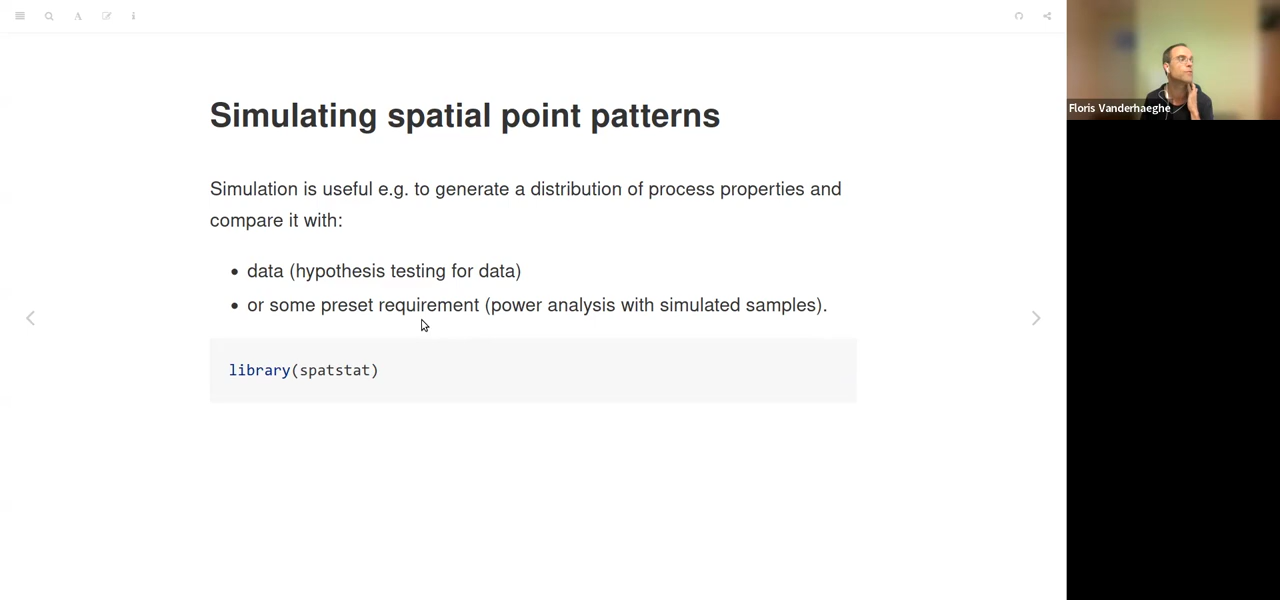 Simulating spatial point patterns
Simulation is useful e.g. to generate a distribution of process properties and
compare it with:
• data (hypothesis testing for data)
• or some preset requirement (power analysis with simulated samples).
library(spatstat)
Floris Vanderhaeghe